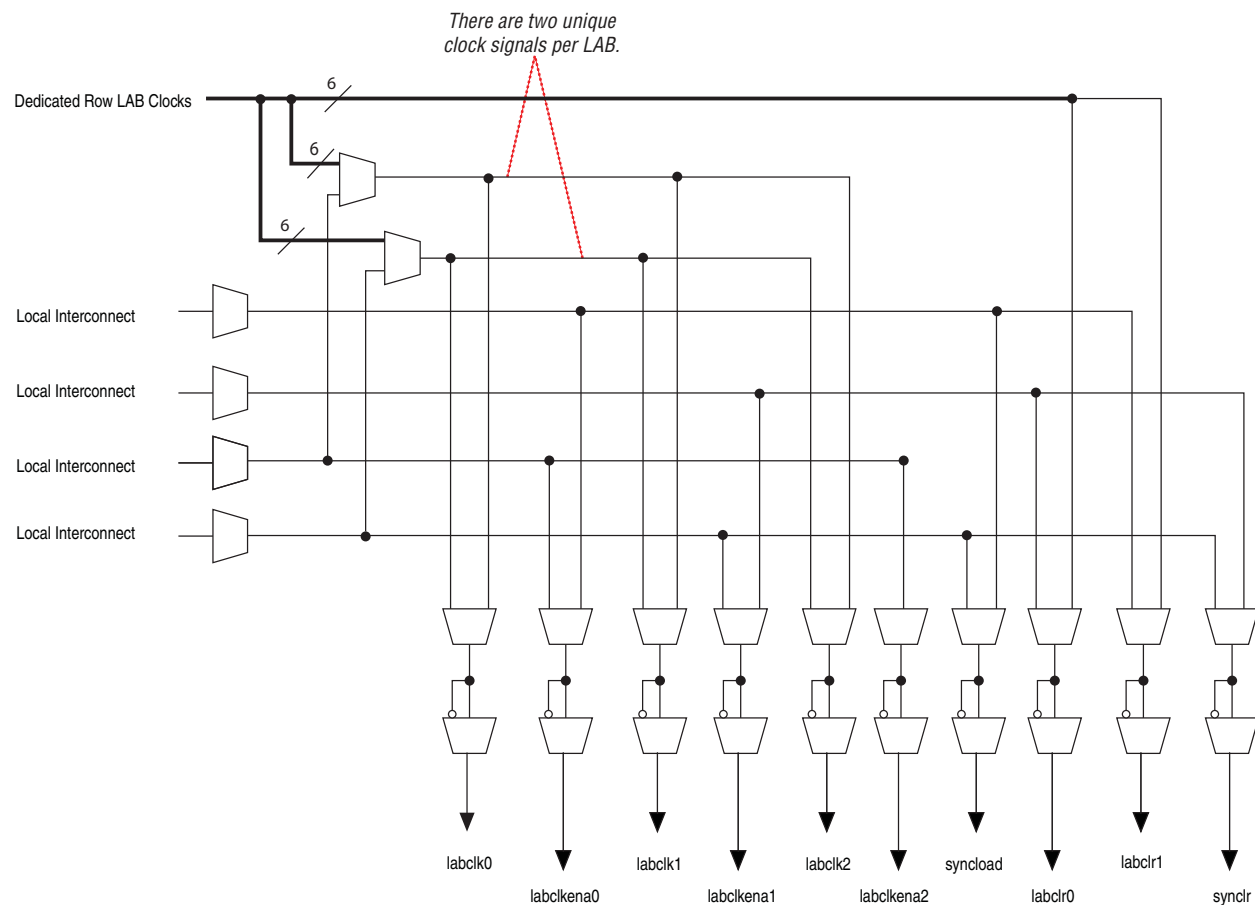 There are two unique
clock signals per LAB.
6
Dedicated Row LAB Clocks
6
6
Local Interconnect
Local Interconnect
Local Interconnect
Local Interconnect
labclk0
labclk1
labclk2
syncload
labclr1
labclkena0
labclkena1
labclkena2
labclr0
synclr